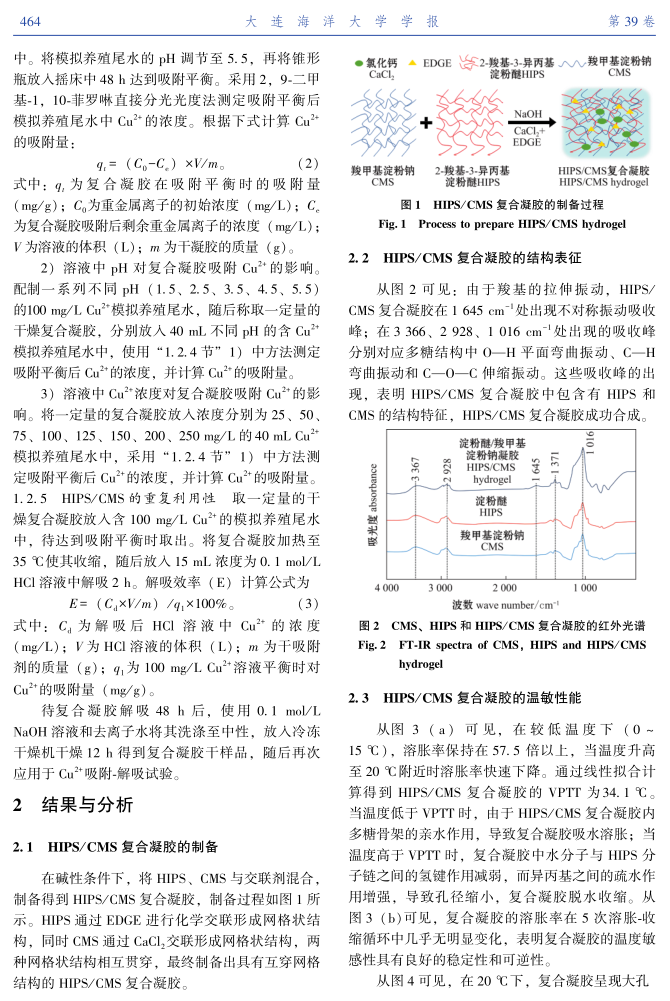 464
大 连 海 洋 大 学 学 报
第 39 卷
中。将模拟养殖尾水的 pH 调节至 5.5，再将锥形
瓶放入摇床中 48 h 达到吸附平衡。采用 2，9-二甲
基-1，10-菲罗啉直接分光光度法测定吸附平衡后
模拟养殖尾水中 Cu²⁺的浓度。根据下式计算 Cu²⁺
的吸附量：
qₜ =（C₀-Cₑ）×V/m。 (2)
式中：qₜ 为复合凝胶在吸附平衡时的吸附量
(mg/g)；C₀为重金属离子的初始浓度（mg/L)；Cₑ
为复合凝胶吸附后剩余重金属离子的浓度（mg/L)；
V 为溶液的体积（L)；m 为干凝胶的质量（g)。
2）溶液中 pH 对复合凝胶吸附 Cu²⁺的影响。
配制一系列不同 pH（1.5、2.5、3.5、4.5、5.5）
的100 mg/L Cu²⁺模拟养殖尾水，随后称取一定量的
干燥复合凝胶，分别放入 40 mL 不同 pH 的含 Cu²⁺
模拟养殖尾水中，使用“1.2.4 节”1）中方法测定
吸附平衡后 Cu²⁺的浓度，并计算 Cu²⁺的吸附量。
3）溶液中 Cu²⁺浓度对复合凝胶吸附 Cu²⁺的影
响。将一定量的复合凝胶放入浓度分别为 25、50、
75、100、125、150、200、250 mg/L 的 40 mL Cu²⁺
模拟养殖尾水中，采用“1.2.4 节”1）中方法测
定吸附平衡后 Cu²⁺的浓度，并计算 Cu²⁺的吸附量。
1.2.5 HIPS/CMS 的重复利用性 取一定量的干
燥复合凝胶放入含 100 mg/L Cu²⁺的模拟养殖尾水
中，待达到吸附平衡时取出。将复合凝胶加热至
35 ℃使其收缩，随后放入 15 mL 浓度为 0.1 mol/L
HCl 溶液中解吸 2 h。解吸效率（E）计算公式为
E=（C_d×V/m）/q₁×100%。 (3)
式中：C_d 为解吸后 HCl 溶液中 Cu²⁺ 的浓度
(mg/L)；V 为 HCl 溶液的体积（L)；m 为干吸附
剂的质量（g)；q₁为 100 mg/L Cu²⁺溶液平衡时对
Cu²⁺的吸附量（mg/g)。
待复合凝胶解吸 48 h 后，使用 0.1 mol/L
NaOH 溶液和去离子水将其洗涤至中性，放入冷冻
干燥机干燥 12 h 得到复合凝胶干样品，随后再次
应用于 Cu²⁺吸附-解吸试验。
2 结果与分析
2.1 HIPS/CMS 复合凝胶的制备
在碱性条件下，将 HIPS、CMS 与交联剂混合，
制备得到 HIPS/CMS 复合凝胶，制备过程如图 1 所
示。HIPS 通过 EDGE 进行化学交联形成网格状结
构，同时 CMS 通过 CaCl₂交联形成网格状结构，两
种网格状结构相互贯穿，最终制备出具有互穿网格
结构的 HIPS/CMS 复合凝胶。
氯化钙
CaCl₂
EDGE
2-羧基-3-异丙基
淀粉醚HIPS
羧甲基淀粉钠
CMS
+
NaOH
CaCl₂+
EDGE
羧甲基淀粉钠
CMS
2-羧基-3-异丙基
淀粉醚HIPS
HIPS/CMS复合凝胶
HIPS/CMS hydrogel
图 1 HIPS/CMS 复合凝胶的制备过程
Fig. 1 Process to prepare HIPS/CMS hydrogel
2.2 HIPS/CMS 复合凝胶的结构表征
从图 2 可见：由于羧基的拉伸振动，HIPS/
CMS 复合凝胶在 1 645 cm⁻¹处出现不对称振动吸收
峰；在 3 366、2 928、1 016 cm⁻¹处出现的吸收峰
分别对应多糖结构中 O—H 平面弯曲振动、C—H
弯曲振动和 C—O—C 伸缩振动。这些吸收峰的出
现，表明 HIPS/CMS 复合凝胶中包含有 HIPS 和
CMS 的结构特征，HIPS/CMS 复合凝胶成功合成。
吸光度 absorbance
3 367
2 928
淀粉醚/羧甲基
淀粉钠凝胶
HIPS/CMS
hydrogel
1 645
1 371
1 016
淀粉醚
HIPS
羧甲基淀粉钠
CMS
4 000 3 000 2 000 1 000
波数 wave number/cm⁻¹
图 2 CMS、HIPS 和 HIPS/CMS 复合凝胶的红外光谱
Fig. 2 FT-IR spectra of CMS, HIPS and HIPS/CMS
hydrogel
2.3 HIPS/CMS 复合凝胶的温敏性能
从图 3（a）可见，在较低温度下（0 ~
15 ℃)，溶胀率保持在 57.5 倍以上，当温度升高
至 20 ℃附近时溶胀率快速下降。通过线性拟合计
算得到 HIPS/CMS 复合凝胶的 VPTT 为34.1 ℃。
当温度低于 VPTT 时，由于 HIPS/CMS 复合凝胶内
多糖骨架的亲水作用，导致复合凝胶吸水溶胀；当
温度高于 VPTT 时，复合凝胶中水分子与 HIPS 分
子链之间的氢键作用减弱，而异丙基之间的疏水作
用增强，导致孔径缩小，复合凝胶脱水收缩。从
图 3（b)可见，复合凝胶的溶胀率在 5 次溶胀-收
缩循环中几乎无明显变化，表明复合凝胶的温度敏
感性具有良好的稳定性和可逆性。
从图 4 可见，在 20 ℃下，复合凝胶呈现大孔